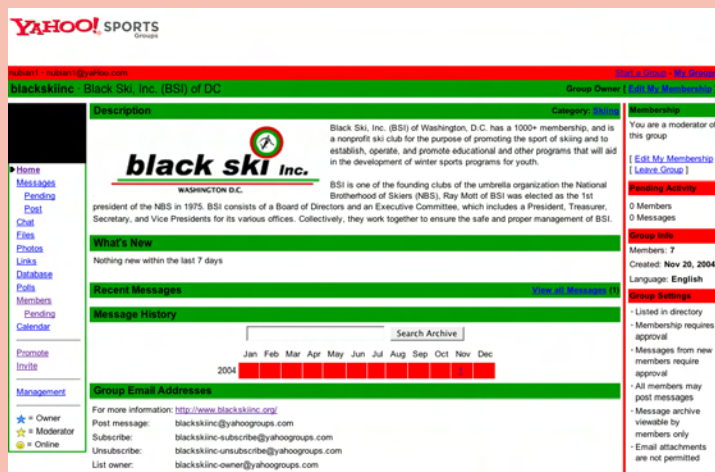 YAHOO! SPORTS
Groups
nubian1 · nubian1@yahoo.com
Start a Group - My Groups
blackskiinc · Black Ski, Inc. (BSI) of DC
Group Owner [ Edit My Membership
Home
Messages
Pending
Post
Chat
Files
Photos
Links
Database
Polls
Members
Pending
Calendar
Promote
Invite
Management
= Owner
= Moderator
= Online
Description
Category: Skiing
black ski Inc.
WASHINGTON D.C.
Black Ski, Inc. (BSI) of Washington, D.C. has a 1000+ membership, and is
a nonprofit ski club for the purpose of promoting the sport of skiing and to
establish, operate, and promote educational and other programs that will aid
in the development of winter sports programs for youth.
BSI is one of the founding clubs of the umbrella organization the National
Brotherhood of Skiers (NBS), Ray Mott of BSI was elected as the 1st
president of the NBS in 1975. BSI consists of a Board of Directors and an Executive Committee, which includes a President, Treasurer,
Secretary, and Vice Presidents for its various offices. Collectively, they work together to ensure the safe and proper management of BSI.
What's New
Nothing new within the last 7 days
Recent Messages
View all Messages (1)
Message History
Search Archive
Jan Feb Mar Apr May Jun Jul Aug Sep Oct Nov Dec
2004
Group Email Addresses
For more information: http://www.blackskiinc.org/
Post message: blackskiinc@yahoogroups.com
Subscribe: blackskiinc-subscribe@yahoogroups.com
Unsubscribe: blackskiinc-unsubscribe@yahoogroups.com
List owner: blackskiinc-owner@yahoogroups.com
Membership
You are a moderator of
this group
[ Edit My Membership
[ Leave Group ]
Pending Activity
0 Members
0 Messages
Group Info
Members: 7
Created: Nov 20, 2004
Language: English
Group Settings
· Listed in directory
· Membership requires
approval
· Messages from new
members require
approval
· All members may
post messages
· Message archive
viewable by
members only
· Email attachments
are not permitted